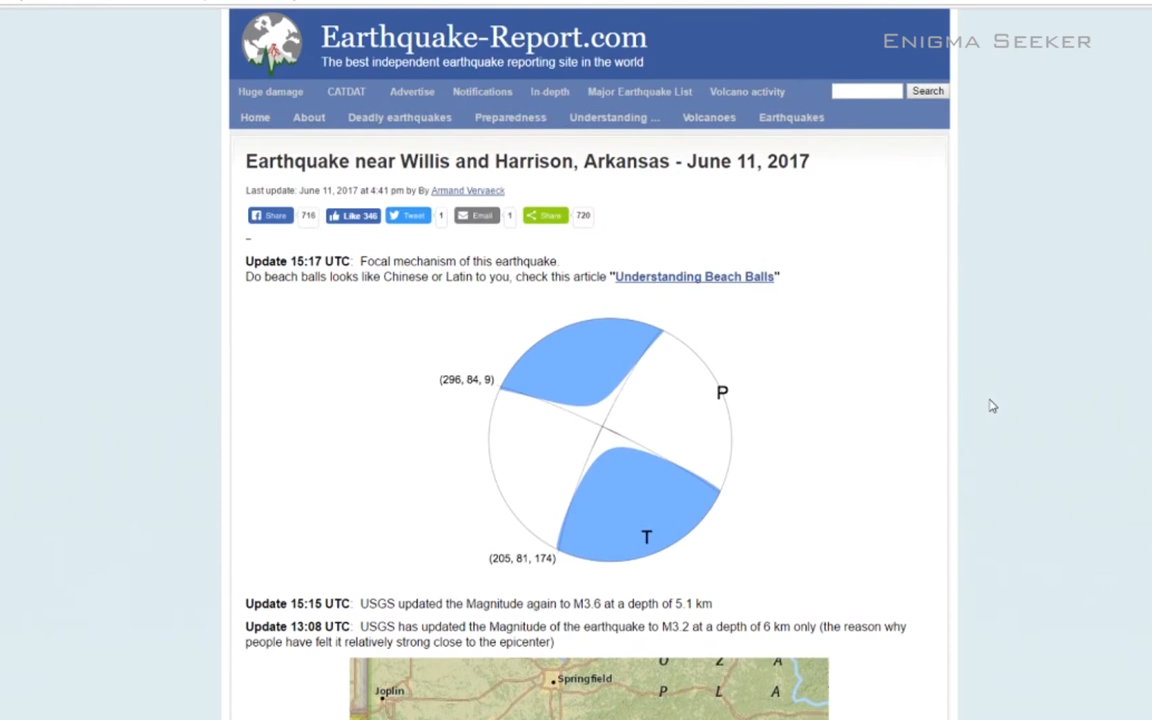 Earthquake-Report.com
ENIGMA SEEKER
The best independent earthquake reporting site in the world
Huge damage CATDAT Advertise Notifications In-depth Major Earthquake List Volcano activity Search
Home About Deadly earthquakes Preparedness Understanding ... Volcanoes Earthquakes
Earthquake near Willis and Harrison, Arkansas - June 11, 2017
Last update: June 11, 2017 at 4:41 pm by By Armand Vervaeck
Share 716 Like 346 Tweet 1 Email 1 Share 720
–
Update 15:17 UTC: Focal mechanism of this earthquake.
Do beach balls looks like Chinese or Latin to you, check this article "Understanding Beach Balls"
(296, 84, 9)
P
T
(205, 81, 174)
Update 15:15 UTC: USGS updated the Magnitude again to M3.6 at a depth of 5.1 km
Update 13:08 UTC: USGS has updated the Magnitude of the earthquake to M3.2 at a depth of 6 km only (the reason why
people have felt it relatively strong close to the epicenter)
O Z A
Springfield
Joplin
P L A